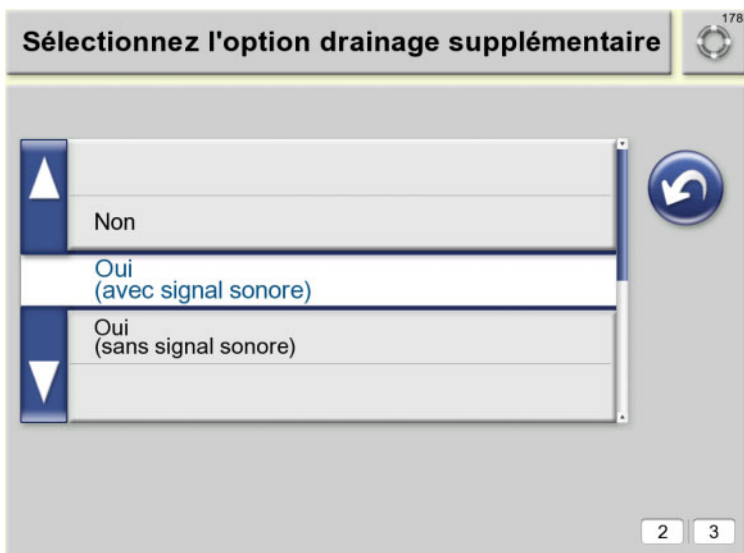 Sélectionnez l'option drainage supplémentaire
178
Non
Oui
(avec signal sonore)
Oui
(sans signal sonore)
2 3